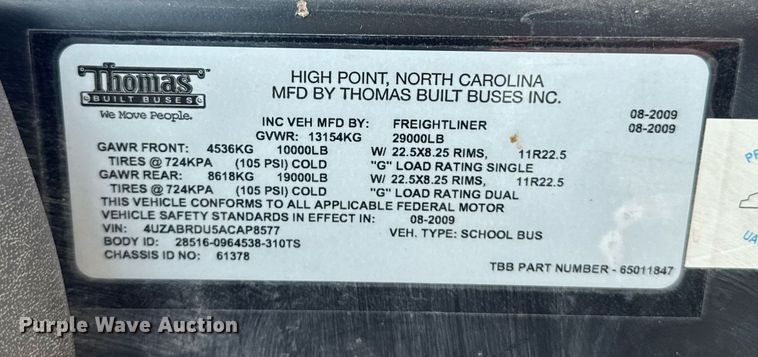 Thomas
BUILT BUSES
We Move People.
HIGH POINT, NORTH CAROLINA
MFD BY THOMAS BUILT BUSES INC.
INC VEH MFD BY: FREIGHTLINER 08-2009
GVWR: 13154KG 29000LB 08-2009
GAWR FRONT: 4536KG 10000LB W/ 22.5X8.25 RIMS, 11R22.5
TIRES @ 724KPA (105 PSI) COLD "G" LOAD RATING SINGLE
GAWR REAR: 8618KG 19000LB W/ 22.5X8.25 RIMS, 11R22.5
TIRES @ 724KPA (105 PSI) COLD "G" LOAD RATING DUAL
THIS VEHICLE CONFORMS TO ALL APPLICABLE FEDERAL MOTOR
VEHICLE SAFETY STANDARDS IN EFFECT IN: 08-2009
VIN: 4UZABRDU5ACAP8577 VEH. TYPE: SCHOOL BUS
BODY ID: 28516-0964538-310TS
CHASSIS ID: 61378 TBB PART NUMBER - 65011847
Purple Wave Auction